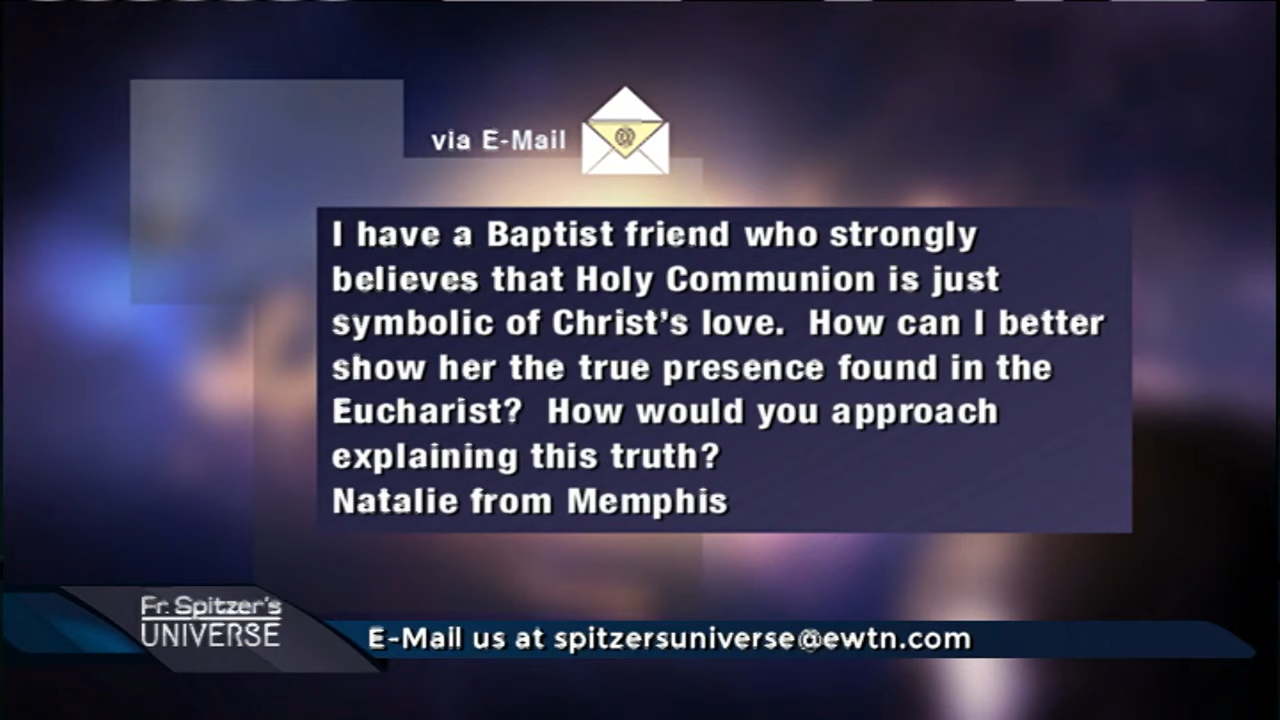 via E-Mail
@
I have a Baptist friend who strongly
believes that Holy Communion is just
symbolic of Christ's love.  How can I better
show her the true presence found in the
Eucharist?  How would you approach
explaining this truth?
Natalie from Memphis
Fr. Spitzer's
UNIVERSE
E-Mail us at spitzersuniverse@ewtn.com